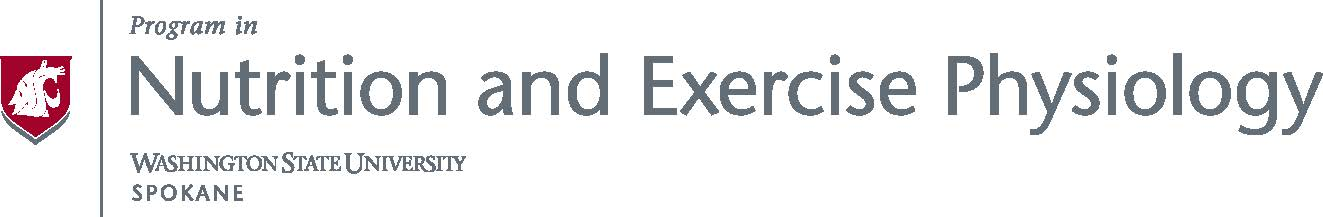 Program in
Nutrition and Exercise Physiology
WASHINGTON STATE UNIVERSITY
SPOKANE